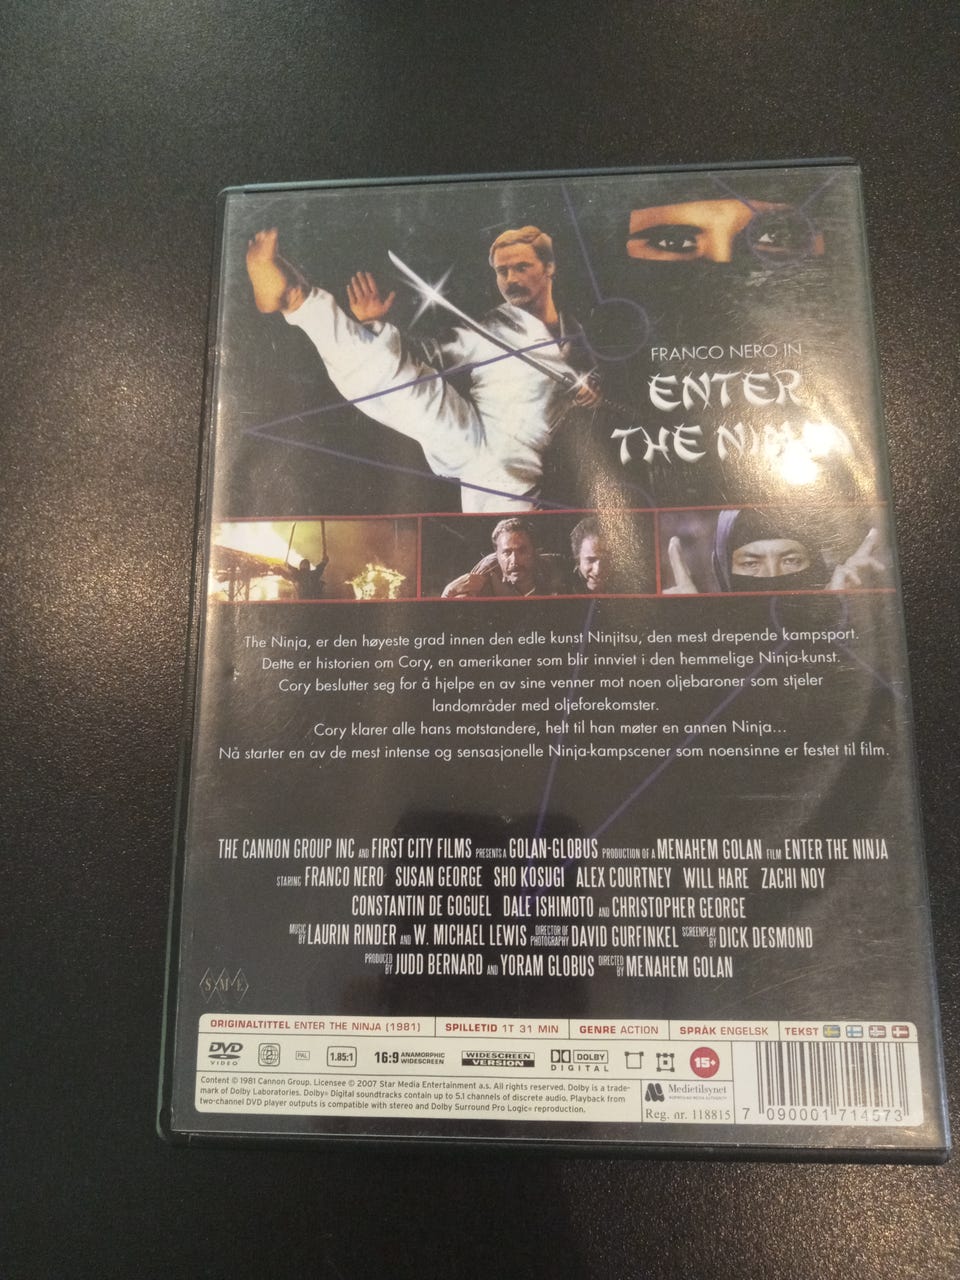 FRANCO NERO IN
ENTER
THE NINJA
The Ninja, er den høyeste grad innen den edle kunst Ninjitsu, den mest drepende kampsport.
Dette er historien om Cory, en amerikaner som blir innviet i den hemmelige Ninja-kunst.
Cory beslutter seg for å hjelpe en av sine venner mot noen oljebaroner som stjeler
landområder med oljeforekomster.
Cory klarer alle hans motstandere, helt til han møter en annen Ninja...
Nå starter en av de mest intense og sensasjonelle Ninja-kampscener som noensinne er festet til film.
THE CANNON GROUP INC AND FIRST CITY FILMS PRESENTS A GOLAN-GLOBUS PRODUCTION OF A MENAHEM GOLAN FILM ENTER THE NINJA
STARING FRANCO NERO SUSAN GEORGE SHO KOSUGI ALEX COURTNEY WILL HARE ZACHI NOY
CONSTANTIN DE GOGUEL DALE ISHIMOTO AND CHRISTOPHER GEORGE
MUSIC BY LAURIN RINDER AND W. MICHAEL LEWIS DIRECTOR OF PHOTOGRAPHY DAVID GURFINKEL SCREENPLAY BY DICK DESMOND
PRODUCED BY JUDD BERNARD AND YORAM GLOBUS DIRECTED BY MENAHEM GOLAN
SME
ORIGINALTITTEL ENTER THE NINJA (1981) SPILLETID 1T 31 MIN GENRE ACTION SPRÅK ENGELSK TEKST
DVD VIDEO 2 PAL 1.85:1 16:9 ANAMORPHIC WIDESCREEN WIDESCREEN VERSION DOLBY DIGITAL 15+
Content © 1981 Cannon Group. Licensee © 2007 Star Media Entertainment a.s. All rights reserved. Dolby is a trade-
mark of Dolby Laboratories. Dolby® Digital soundtracks contain up to 5.1 channels of discrete audio. Playback from
two-channel DVD player outputs is compatible with stereo and Dolby Surround Pro Logic® reproduction.
Medietilsynet
NORWEGIAN MEDIA AUTHORITY
Reg. nr. 118815
7 090001 714573